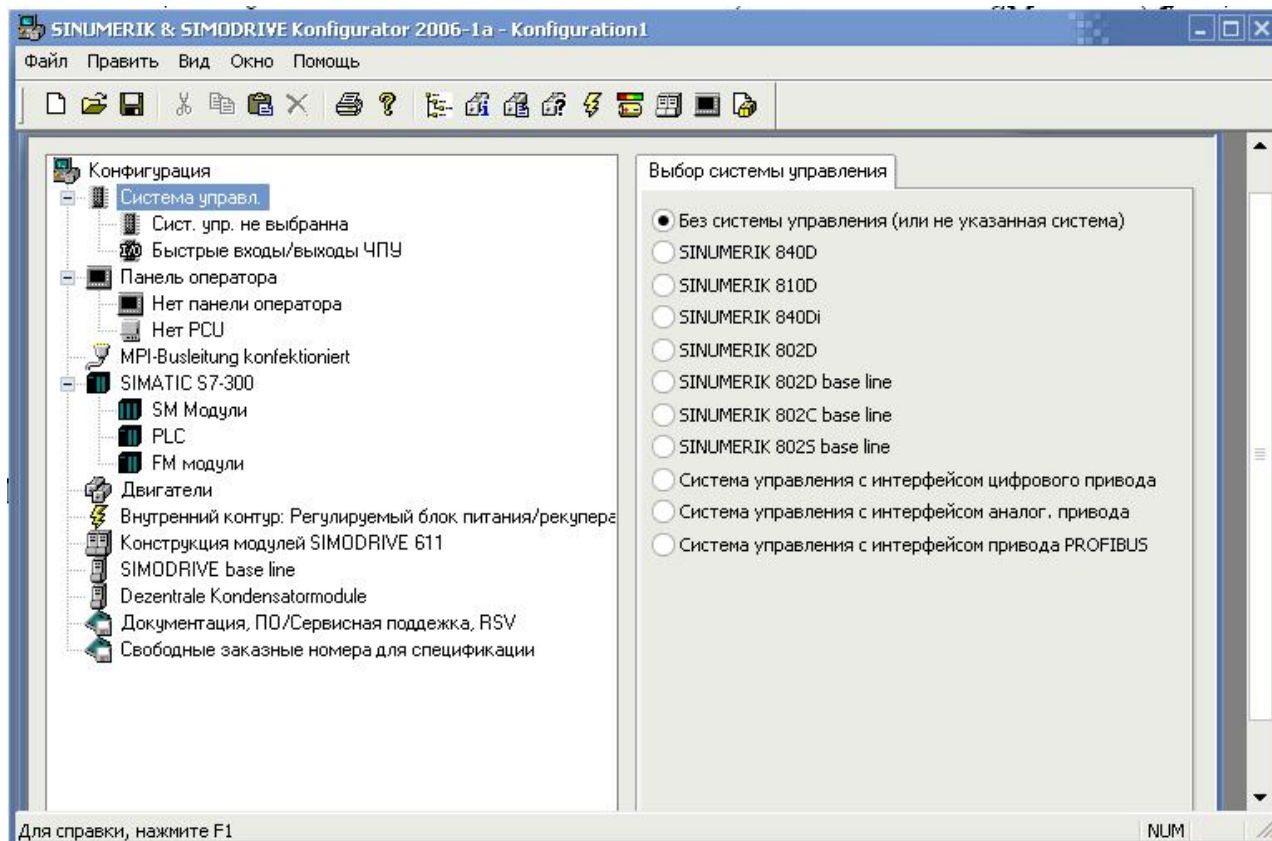 SINUMERIK & SIMODRIVE Konfigurator 2006-1a - Konfiguration1
Файл Править Вид Окно Помощь
Конфигурация
Система управл.
Сист. упр. не выбранна
Быстрые входы/выходы ЧПУ
Панель оператора
Нет панели оператора
Нет PCU
MPI-Busleitung konfektioniert
SIMATIC S7-300
SM Модули
PLC
FM модули
Двигатели
Внутренний контур: Регулируемый блок питания/рекупера
Конструкция модулей SIMODRIVE 611
SIMODRIVE base line
Dezentrale Kondensatormodule
Документация, ПО/Сервисная поддежка, RSV
Свободные заказные номера для спецификации
Выбор системы управления
Без системы управления (или не указанная система)
SINUMERIK 840D
SINUMERIK 810D
SINUMERIK 840Di
SINUMERIK 802D
SINUMERIK 802D base line
SINUMERIK 802C base line
SINUMERIK 802S base line
Система управления с интерфейсом цифрового привода
Система управления с интерфейсом аналог. привода
Система управления с интерфейсом привода PROFIBUS
Для справки, нажмите F1
NUM